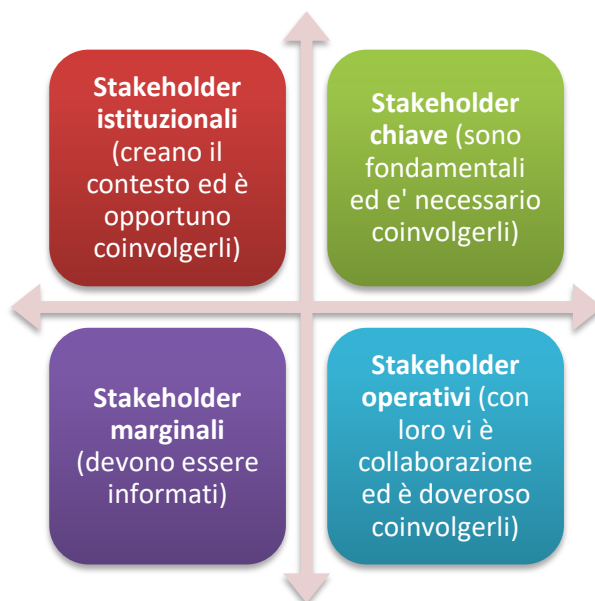 Stakeholder
istituzionali
(creano il
contesto ed è
opportuno
coinvolgerli)
Stakeholder
chiave (sono
fondamentali
ed e' necessario
coinvolgerli)
Stakeholder
marginali
(devono essere
informati)
Stakeholder
operativi (con
loro vi è
collaborazione
ed è doveroso
coinvolgerli)